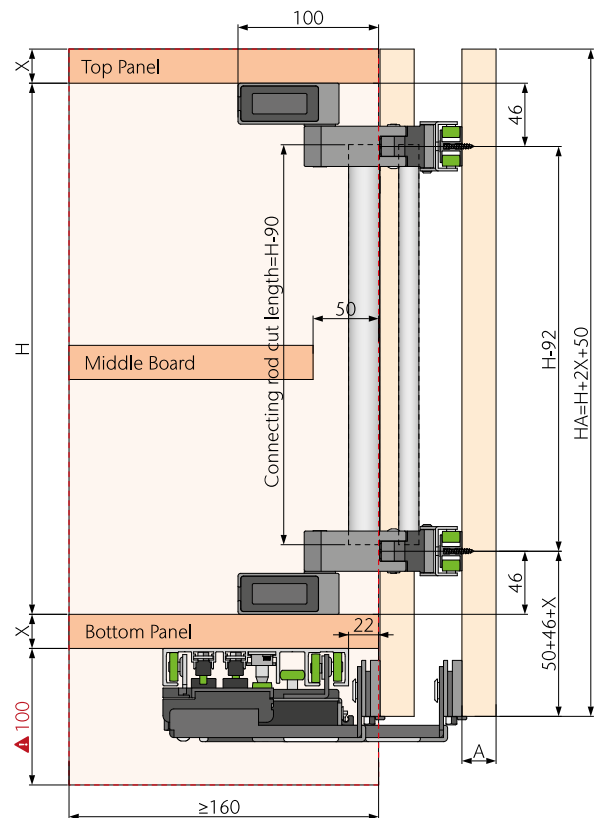 100
X
Top Panel
46
Connecting rod cut length=H-90
50
H
Middle Board
H-92
HA=H+2X+50
46
X
Bottom Panel
22
50+46+X
100
A
≥160